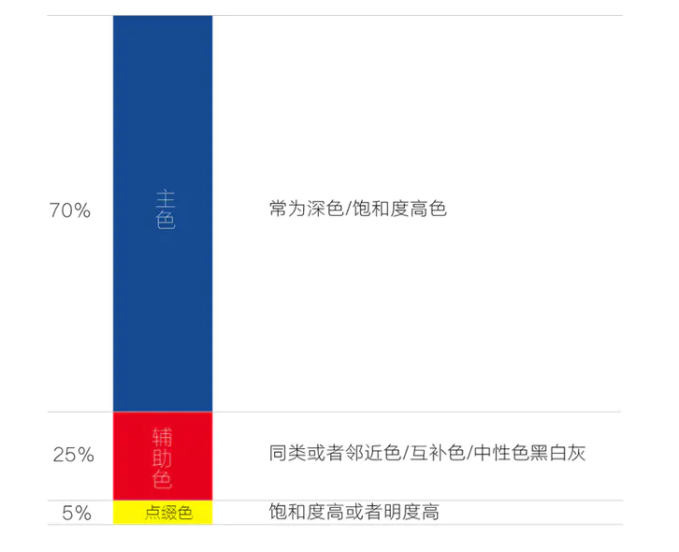 70%
主色
常为深色/饱和度高色
25%
辅助色
同类或者邻近色/互补色/中性色黑白灰
5%
点缀色
饱和度高或者明度高